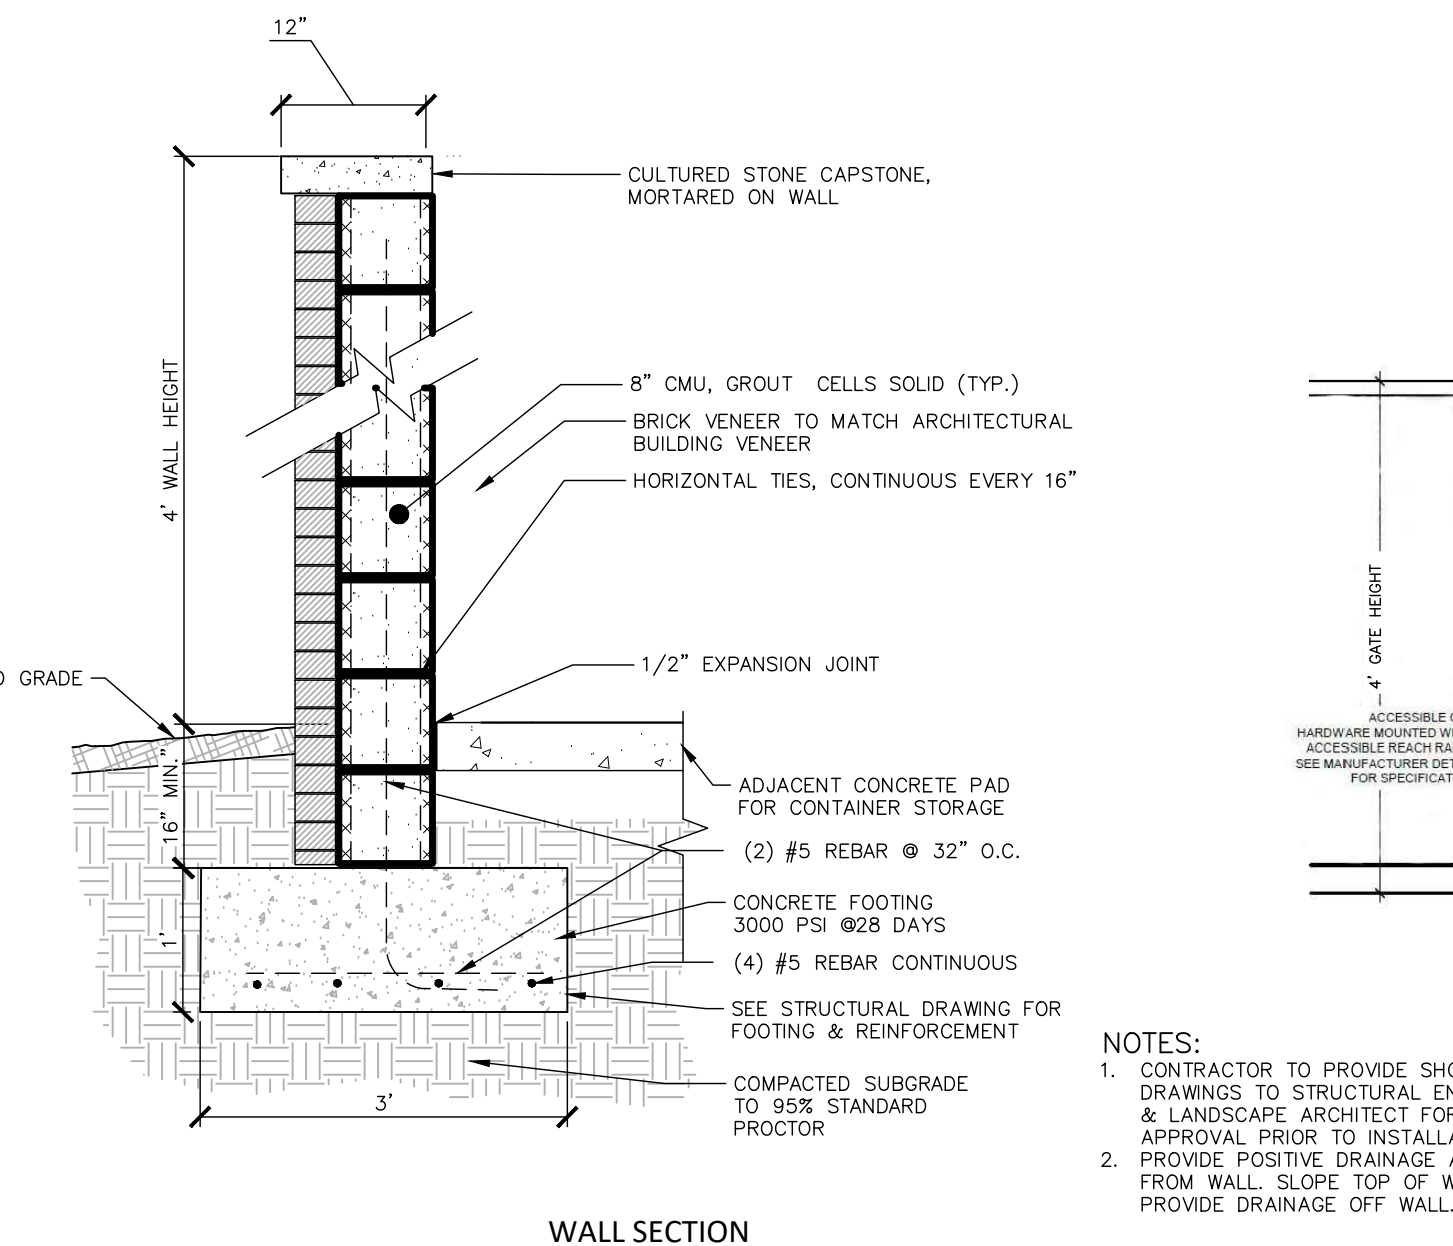 12”
CULTURED STONE CAPSTONE,
MORTARED ON WALL
4’ WALL HEIGHT
8” CMU, GROUT CELLS SOLID (TYP.)
BRICK VENEER TO MATCH ARCHITECTURAL
BUILDING VENEER
HORIZONTAL TIES, CONTINUOUS EVERY 16”
1/2” EXPANSION JOINT
GRADE
16” MIN.”
ADJACENT CONCRETE PAD
FOR CONTAINER STORAGE
(2) #5 REBAR @ 32” O.C.
CONCRETE FOOTING
3000 PSI @28 DAYS
1’
(4) #5 REBAR CONTINUOUS
SEE STRUCTURAL DRAWING FOR
FOOTING & REINFORCEMENT
COMPACTED SUBGRADE
TO 95% STANDARD
PROCTOR
3’
WALL SECTION
4’ GATE HEIGHT
ACCESSIBLE
HARDWARE MOUNTED
ACCESSIBLE REACH
SEE MANUFACTURER
FOR
NOTES:
1. CONTRACTOR TO PROVIDE
DRAWINGS TO STRUCTURAL
& LANDSCAPE ARCHITECT FOR
APPROVAL PRIOR TO
2. PROVIDE POSITIVE DRAINAGE
FROM WALL. SLOPE TOP OF
PROVIDE DRAINAGE OFF WALL.